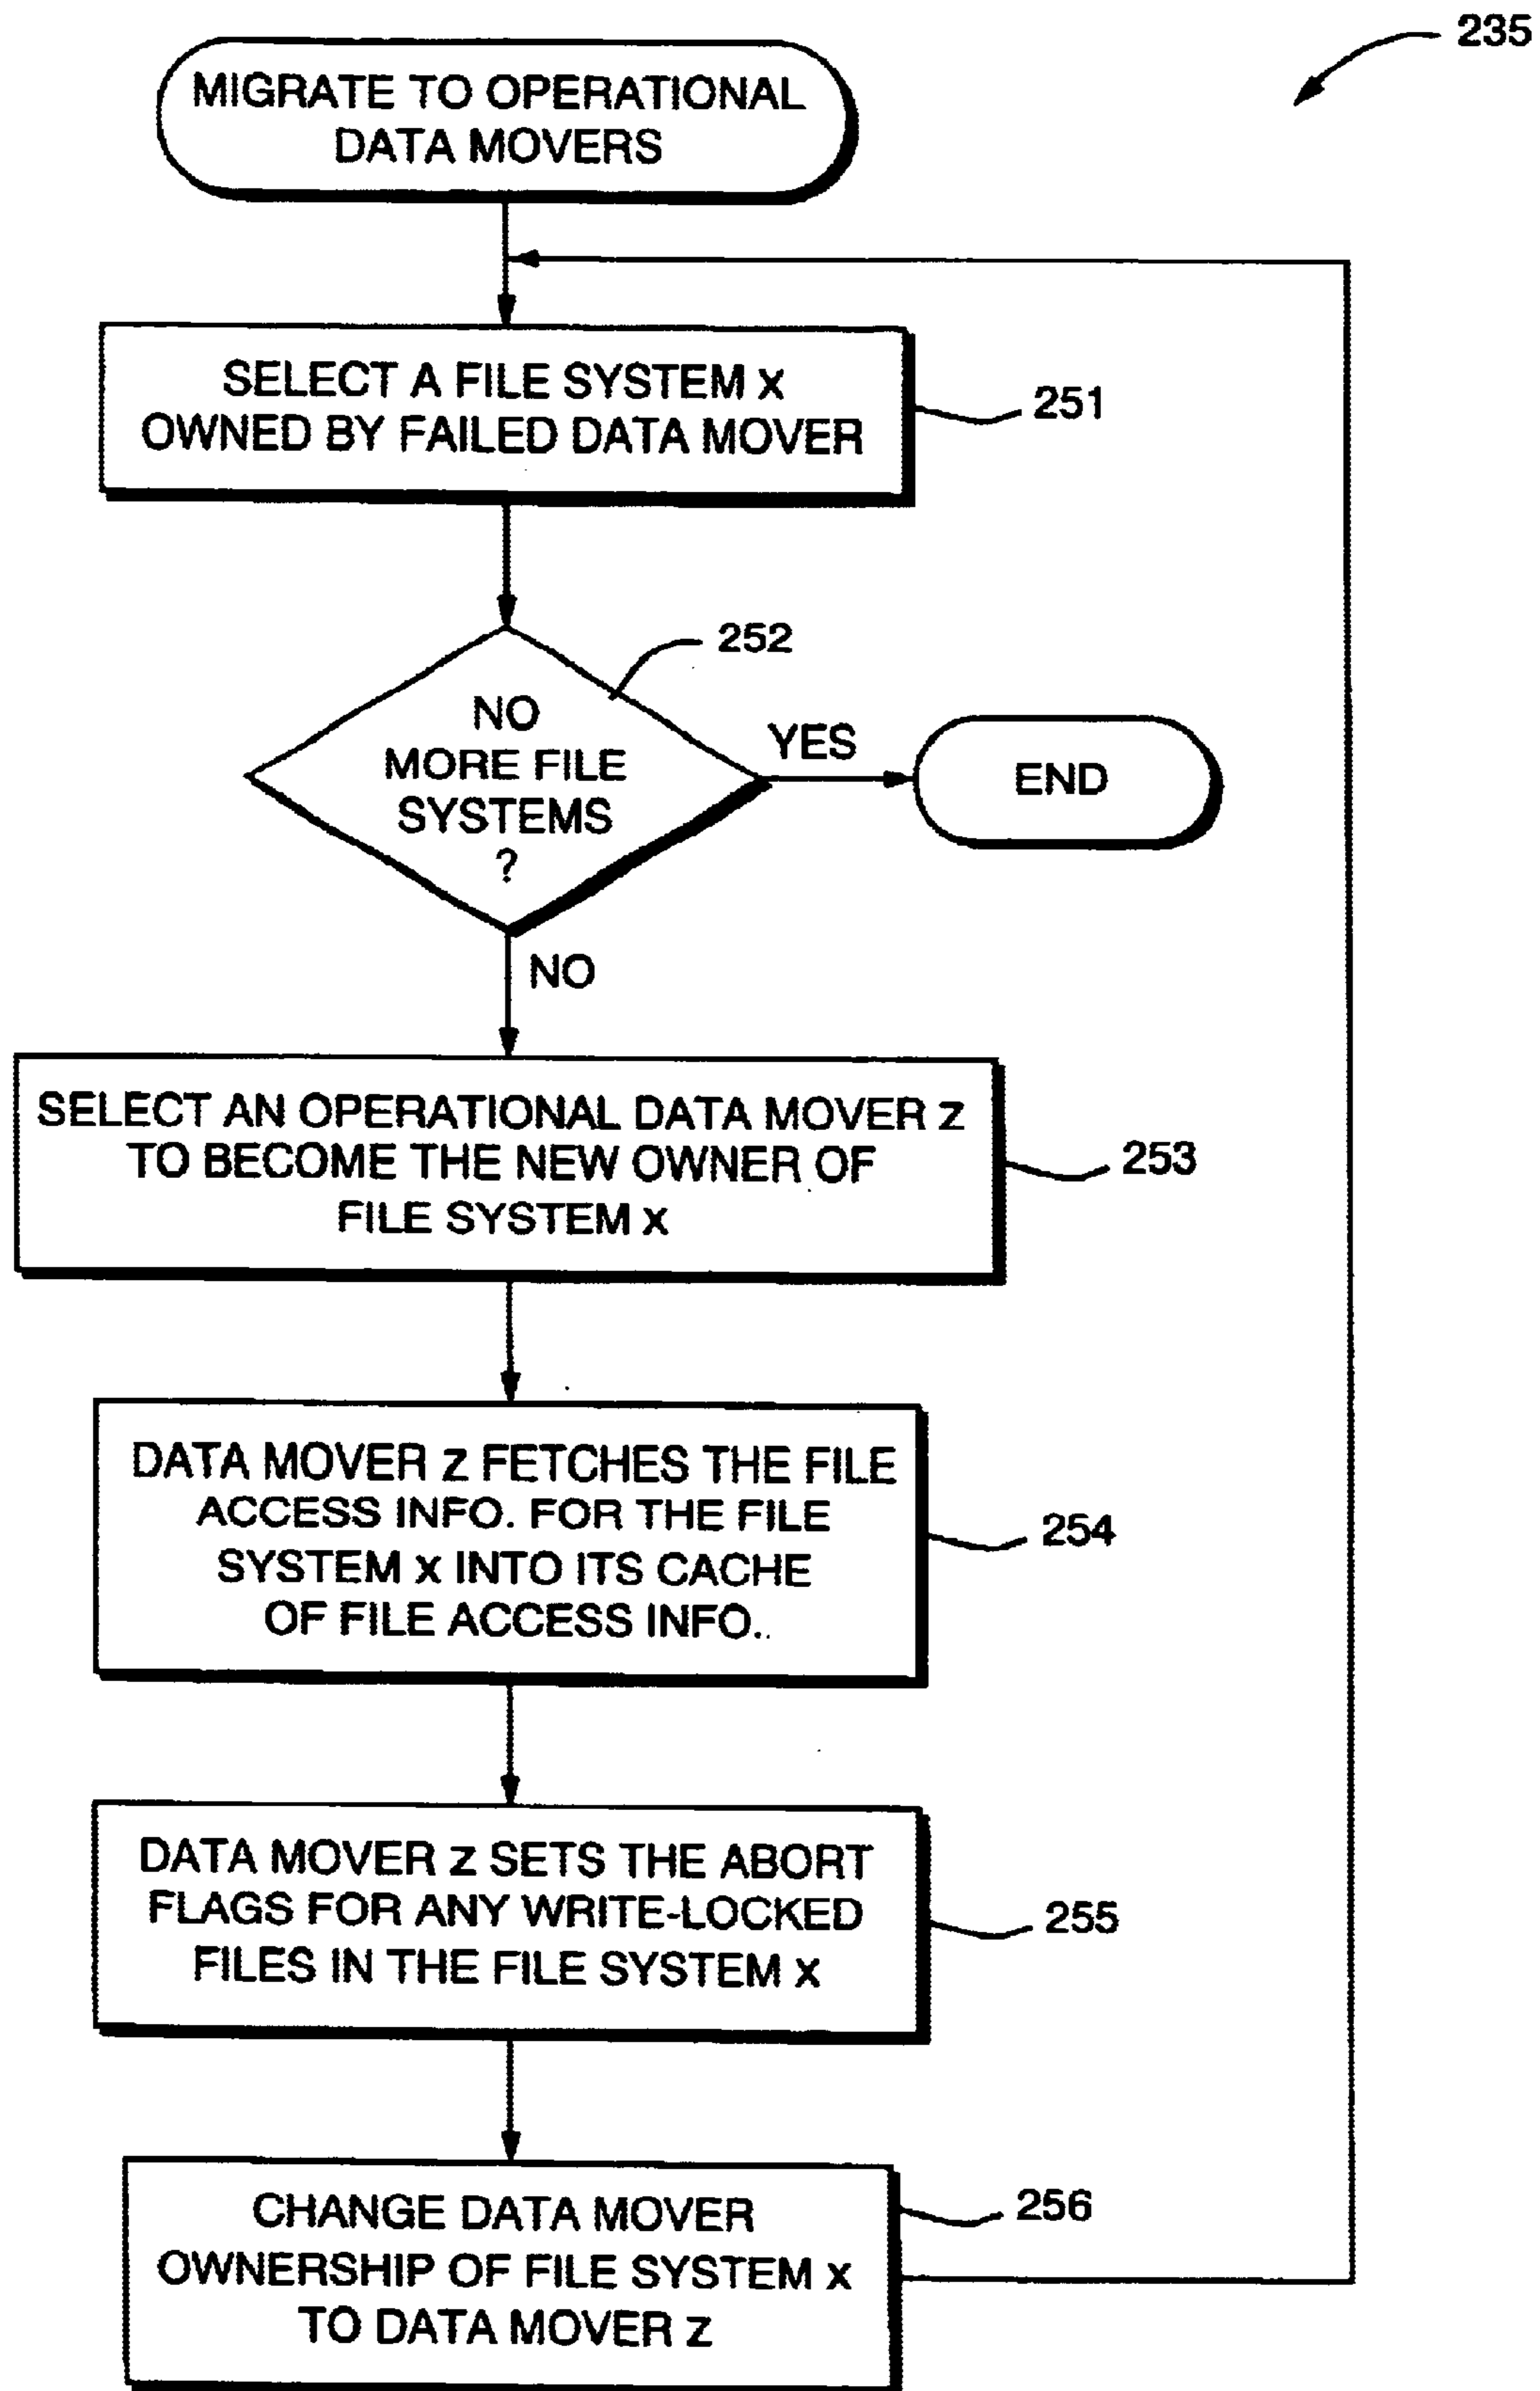 235
MIGRATE TO OPERATIONAL
DATA MOVERS
SELECT A FILE SYSTEM X
OWNED BY FAILED DATA MOVER
251
252
NO
MORE FILE
SYSTEMS
?
YES
END
NO
SELECT AN OPERATIONAL DATA MOVER Z
TO BECOME THE NEW OWNER OF
FILE SYSTEM X
253
DATA MOVER Z FETCHES THE FILE
ACCESS INFO. FOR THE FILE
SYSTEM X INTO ITS CACHE
OF FILE ACCESS INFO.
254
DATA MOVER Z SETS THE ABORT
FLAGS FOR ANY WRITE-LOCKED
FILES IN THE FILE SYSTEM X
255
CHANGE DATA MOVER
OWNERSHIP OF FILE SYSTEM X
TO DATA MOVER Z
256